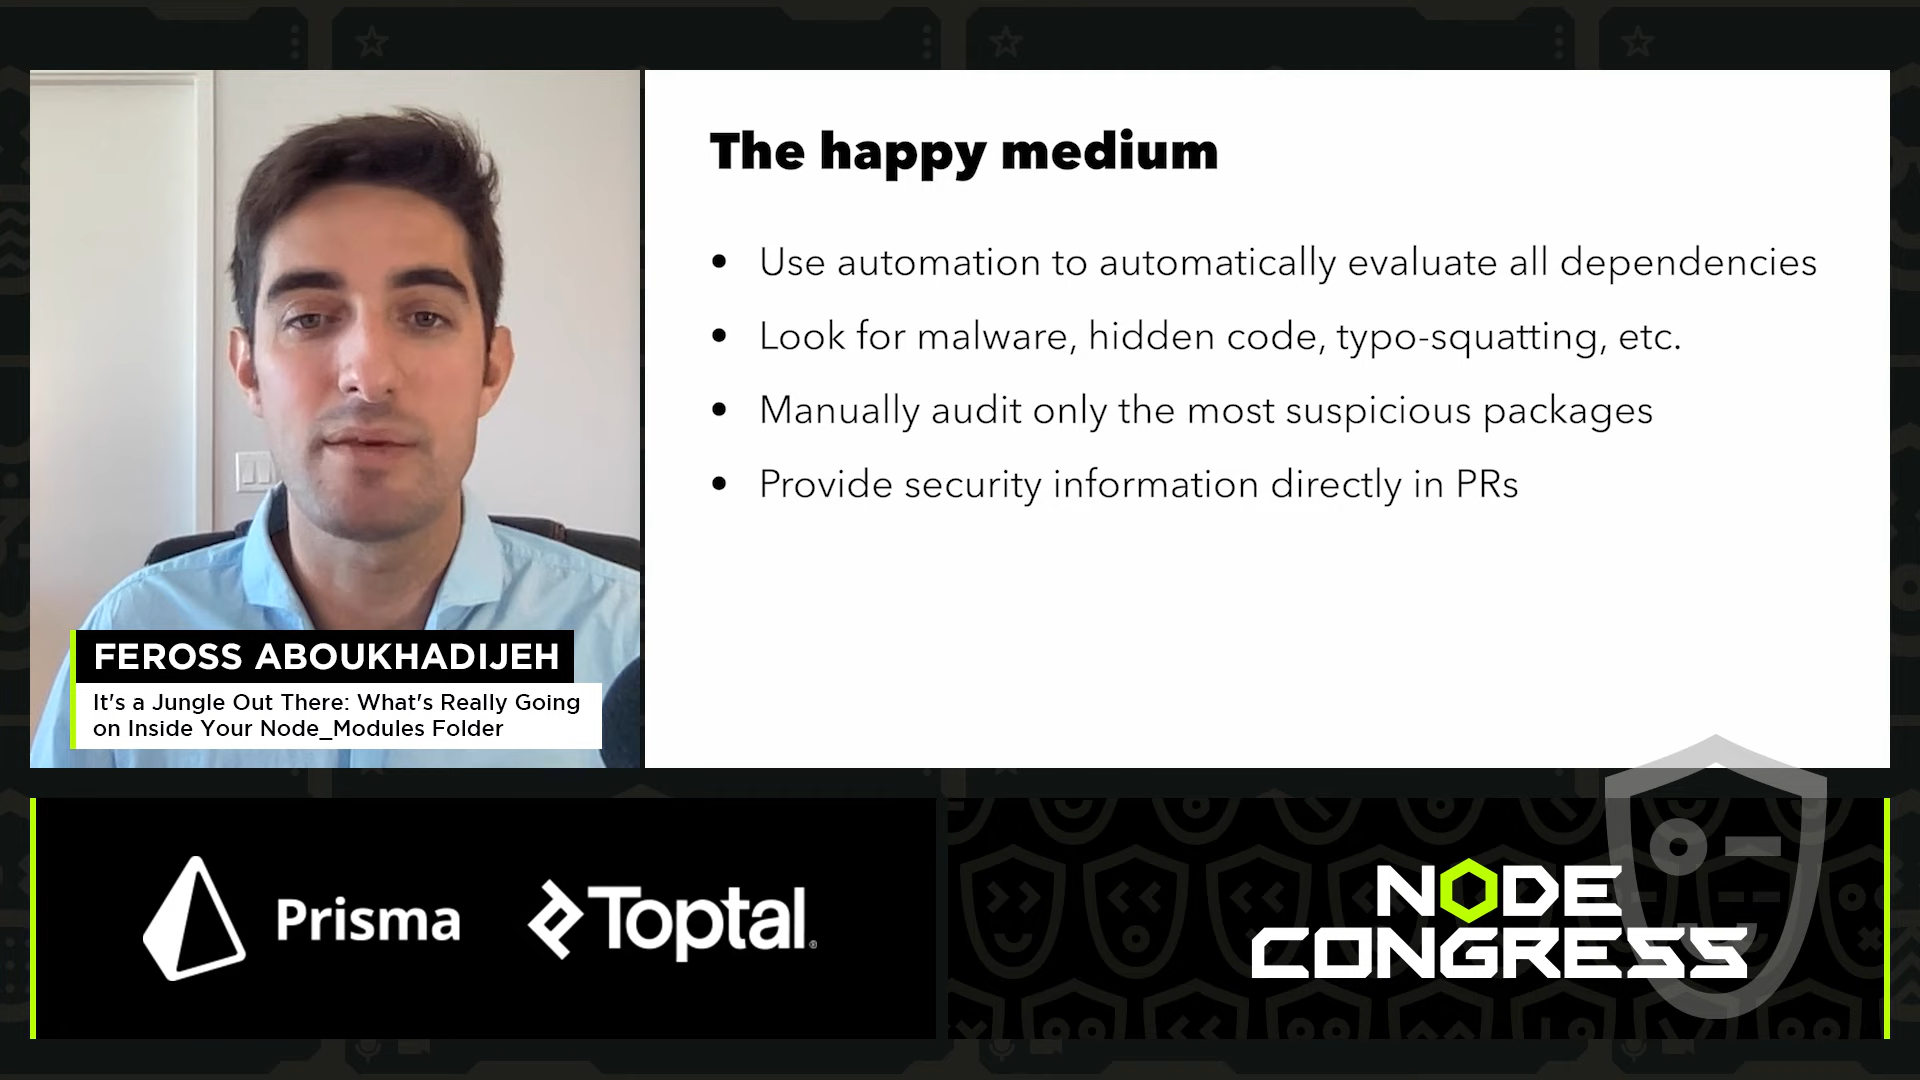 The happy medium
• Use automation to automatically evaluate all dependencies
• Look for malware, hidden code, typo-squatting, etc.
• Manually audit only the most suspicious packages
• Provide security information directly in PRs
FEROSS ABOUKHADIJEH
It's a Jungle Out There: What's Really Going
on Inside Your Node_Modules Folder
Prisma
Toptal®
NODE
CONGRESS